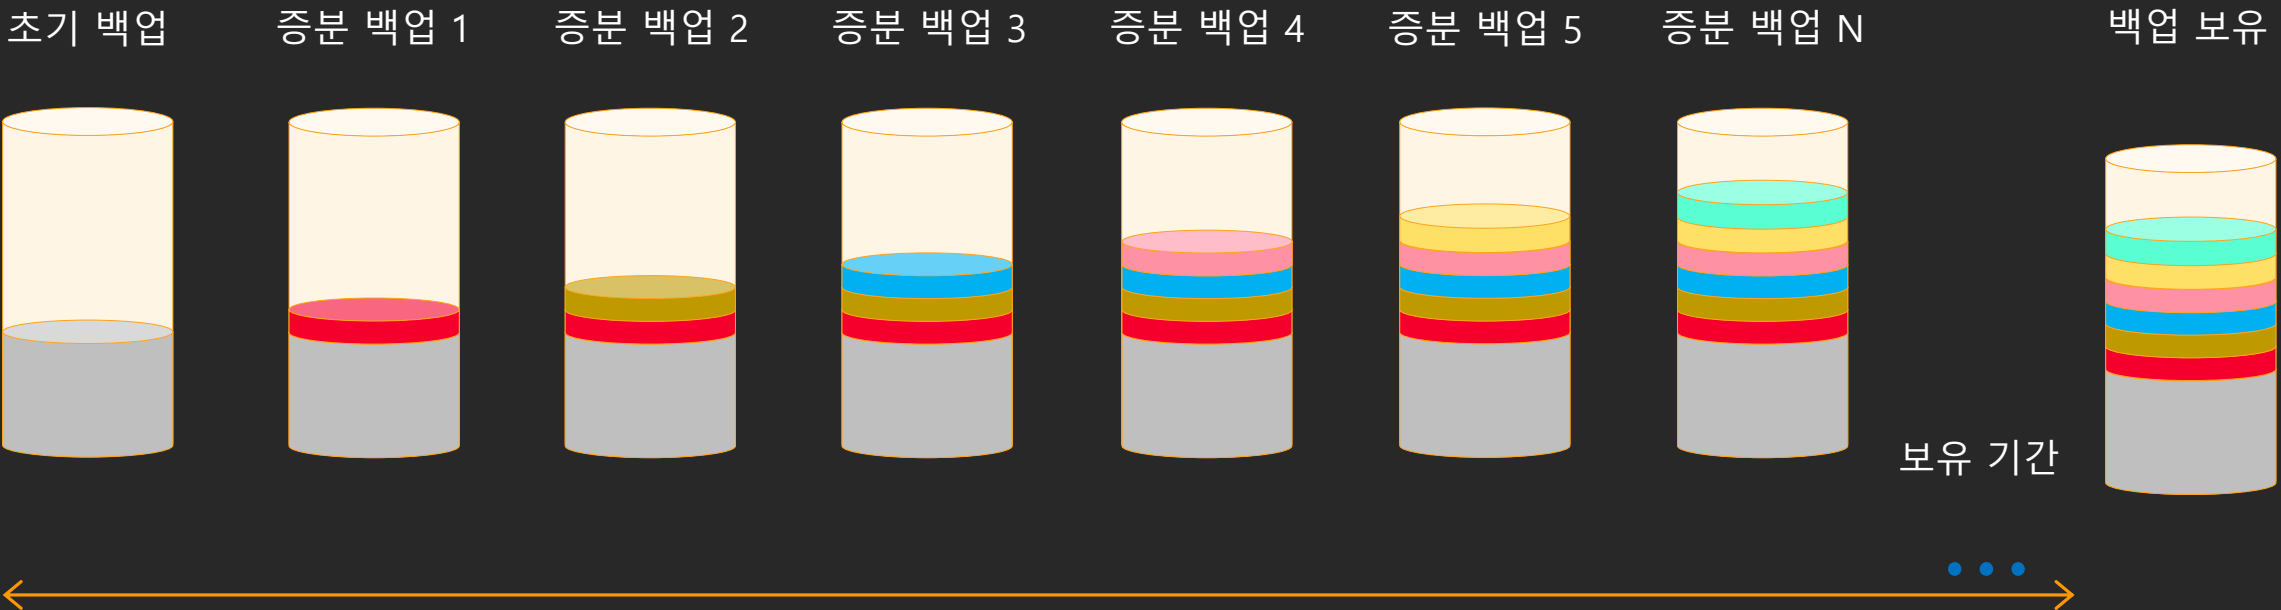 초기 백업
증분 백업 1
증분 백업 2
증분 백업 3
증분 백업 4
증분 백업 5
증분 백업 N
백업 보유
보유 기간